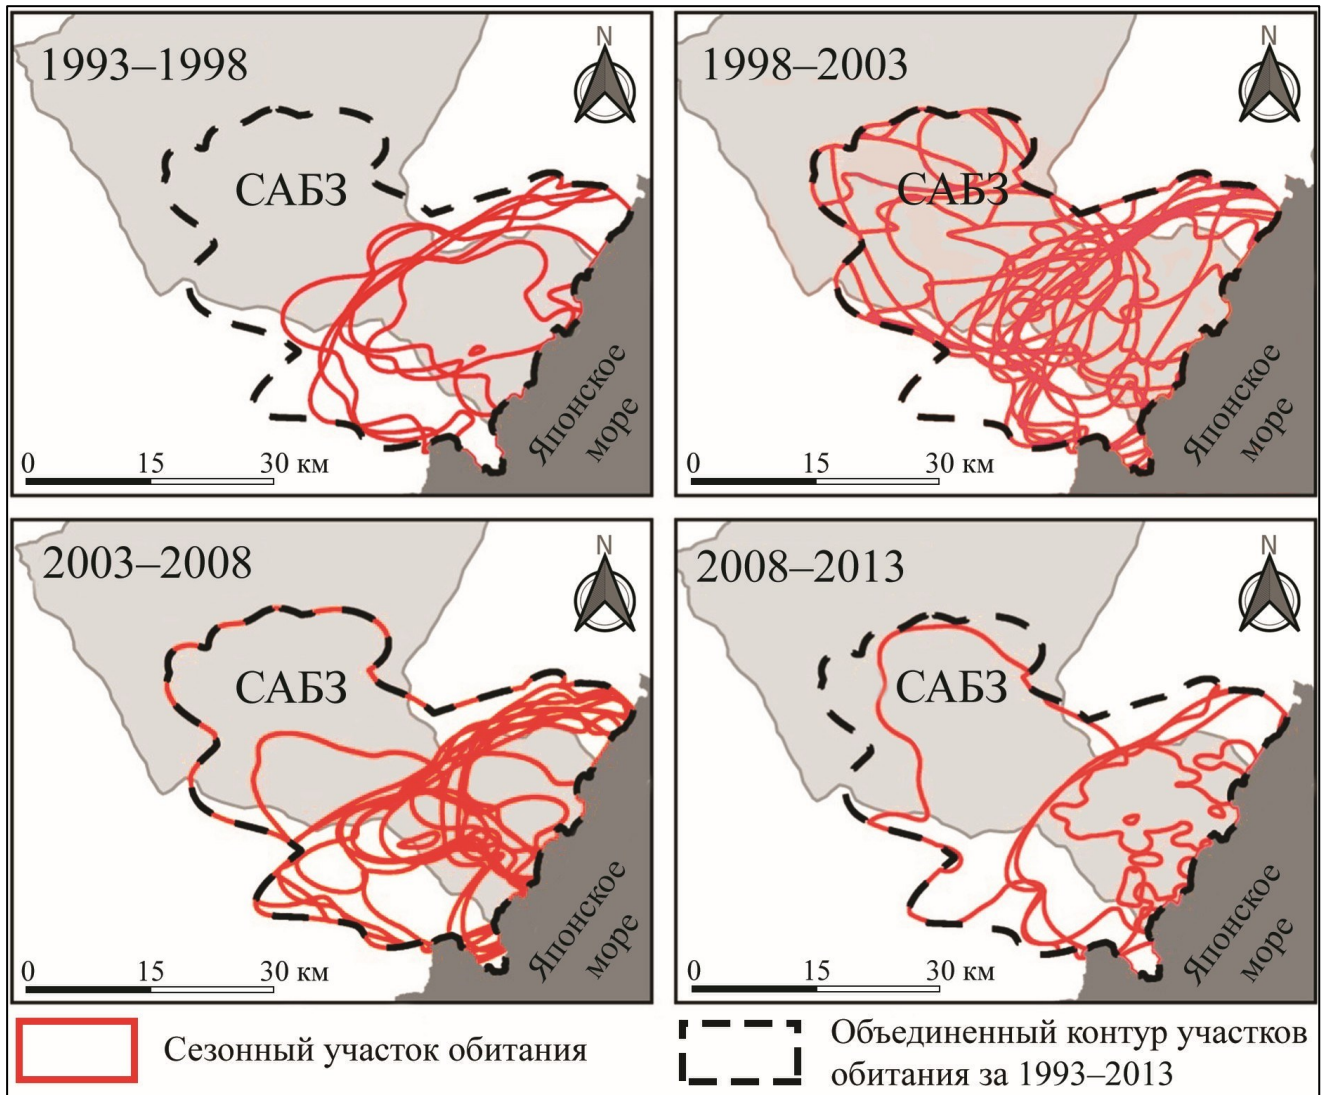 1993–1998
N
САБЗ
Японское
море
0 15 30 км
1998–2003
N
САБЗ
Японское
море
0 15 30 км
2003–2008
N
САБЗ
Японское
море
0 15 30 км
2008–2013
N
САБЗ
Японское
море
0 15 30 км
Сезонный участок обитания
Объединенный контур участков
обитания за 1993–2013